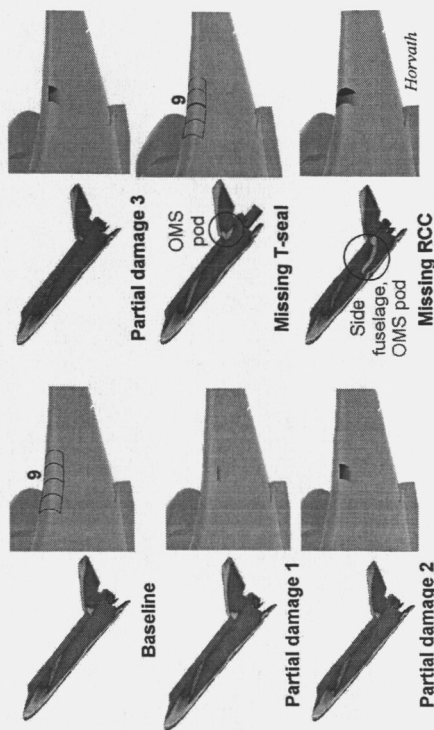 9
Baseline
Partial damage 1
Partial damage 2
Partial damage 3
9
OMS
pod
Missing T-seal
Side
fuselage,
OMS pod
Missing RCC
Horvath